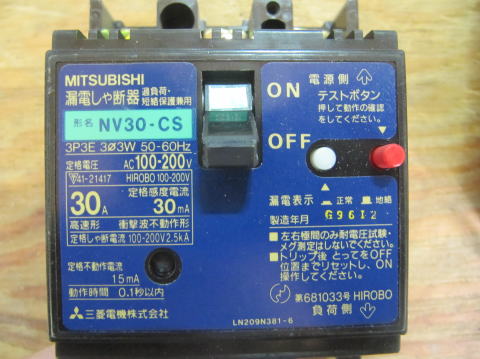 MITSUBISHI
漏電しゃ断器 過負荷・短絡保護兼用
形名 NV30-CS
3P3E 3ø3W 50-60Hz
定格電圧 AC100-200V
41-21417 HIROBO 100-200V
30A 定格感度電流 30mA
高速形 衝撃波不動作形
定格しゃ断電流 100-200V 2.5kA
定格不動作電流
15mA
動作時間 0.1秒以内
三菱電機株式会社
電源側
ON
テストボタン
押して動作の確認
をしてください。
OFF
漏電表示 正常 地絡
製造年月 G9612
左右極間のみ耐電圧試験・
メグ測定はしないでください。
トリップ後 とってをOFF
位置までリセットし、ON
操作してください。
第681033号 HIROBO
負荷側
LN209N381-6